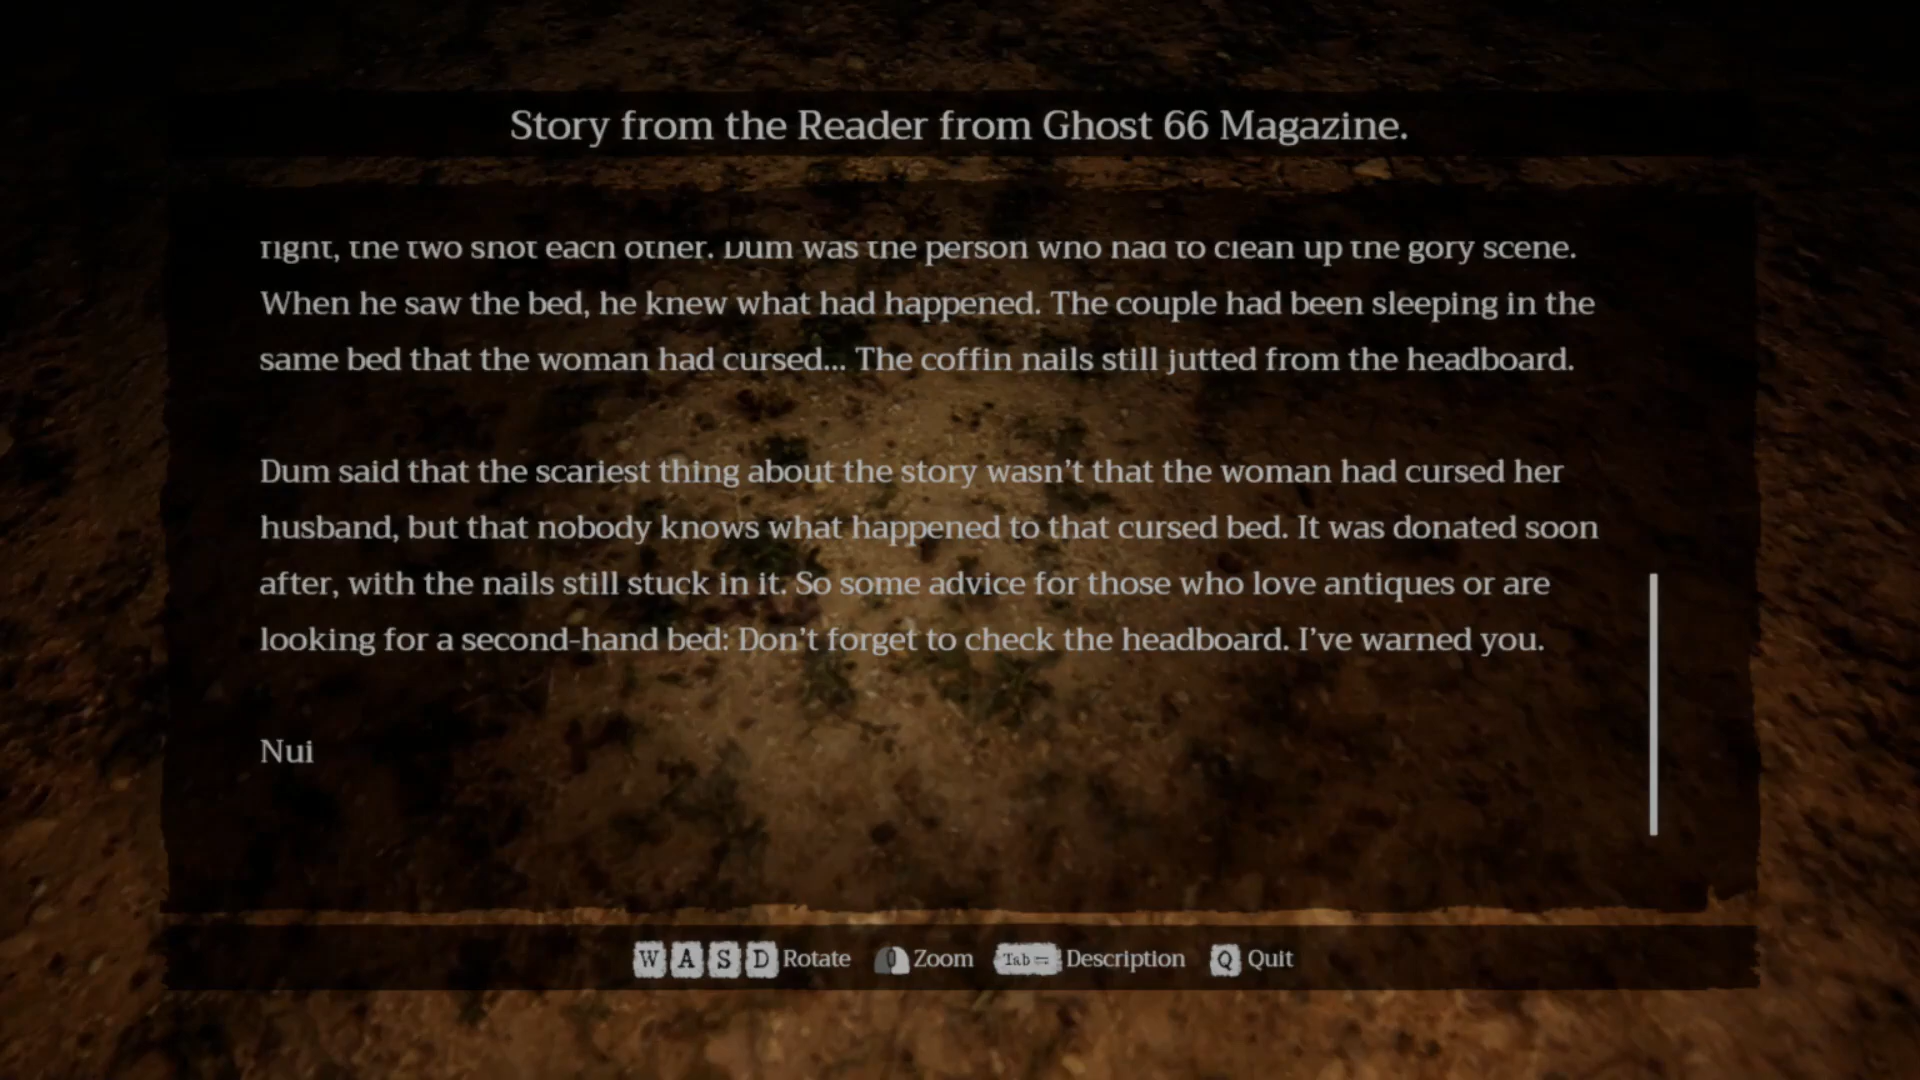 Story from the Reader from Ghost 66 Magazine.
right, the two shot each other. Dum was the person who had to clean up the gory scene.
When he saw the bed, he knew what had happened. The couple had been sleeping in the
same bed that the woman had cursed... The coffin nails still jutted from the headboard.
Dum said that the scariest thing about the story wasn't that the woman had cursed her
husband, but that nobody knows what happened to that cursed bed. It was donated soon
after, with the nails still stuck in it. So some advice for those who love antiques or are
looking for a second-hand bed: Don't forget to check the headboard. I've warned you.
Nui
W A S D Rotate Zoom Tab Description Q Quit